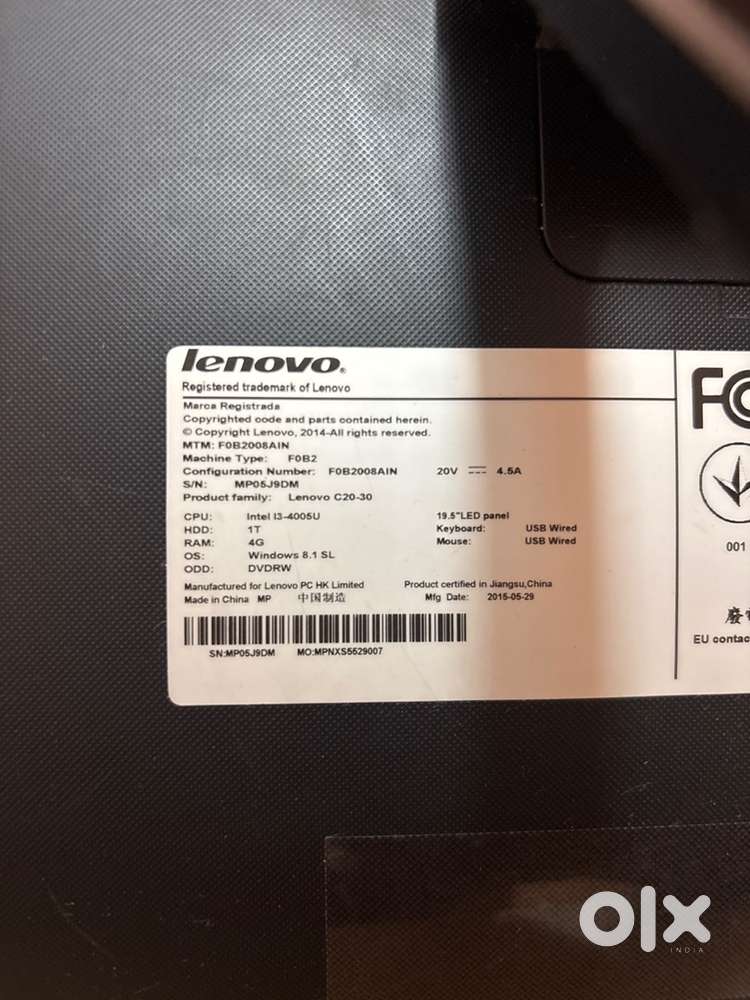 lenovo.
Registered trademark of Lenovo
Marca Registrada
Copyrighted code and parts contained herein.
© Copyright Lenovo, 2014-All rights reserved.
MTM: F0B2008AIN
Machine Type: F0B2
Configuration Number: F0B2008AIN 20V ⎓ 4.5A
S/N: MP05J9DM
Product family: Lenovo C20-30
CPU: Intel I3-4005U 19.5"LED panel
HDD: 1T Keyboard: USB Wired
RAM: 4G Mouse: USB Wired
OS: Windows 8.1 SL
ODD: DVDRW
Manufactured for Lenovo PC HK Limited Product certified in Jiangsu,China
Made in China MP 中国制造 Mfg Date: 2015-05-29
SN:MP05J9DM MO:MPNXS5529007
FC
001
廢
EU contac
olx
INDIA